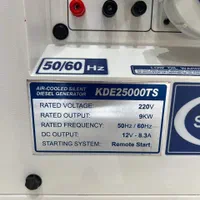 50/60 Hz
AIR-COOLED SILENT
DIESEL GENERATOR KDE25000TS
RATED VOLTAGE: 220V
RATED OUTPUT: 9KW
RATED FREQUENCY: 50Hz / 60Hz
DC OUTPUT: 12V - 8.3A
STARTING SYSTEM: Remote Start
S